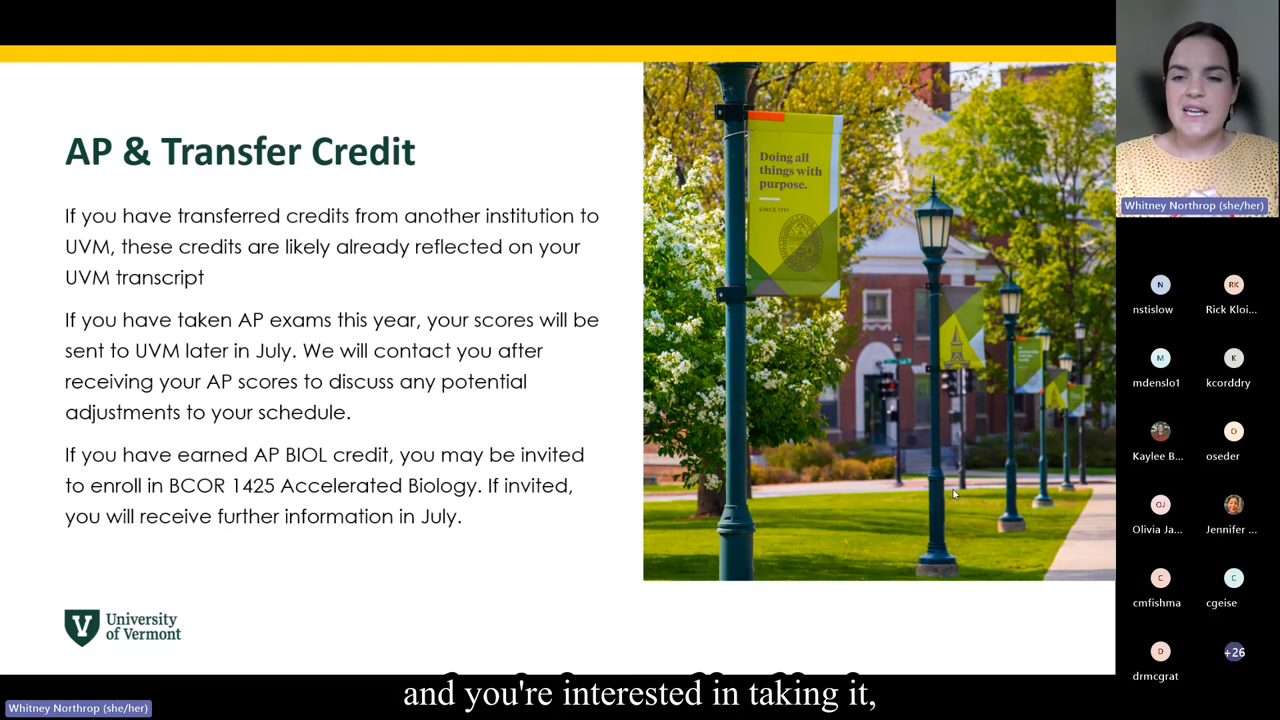 AP & Transfer Credit
If you have transferred credits from another institution to
UVM, these credits are likely already reflected on your
UVM transcript
If you have taken AP exams this year, your scores will be
sent to UVM later in July. We will contact you after
receiving your AP scores to discuss any potential
adjustments to your schedule.
If you have earned AP BIOL credit, you may be invited
to enroll in BCOR 1425 Accelerated Biology. If invited,
you will receive further information in July.
University
of Vermont
Doing all
things with
purpose.
SINCE 1791
Whitney Northrop (she/her)
N
RK
nstislow
Rick Kloi...
M
K
mdenslo1
kcorddry
O
Kaylee B...
oseder
OJ
Olivia Ja...
Jennifer ...
C
C
cmfishma
cgeise
D
+26
drmcgrat
and you're interested in taking it,
Whitney Northrop (she/her)